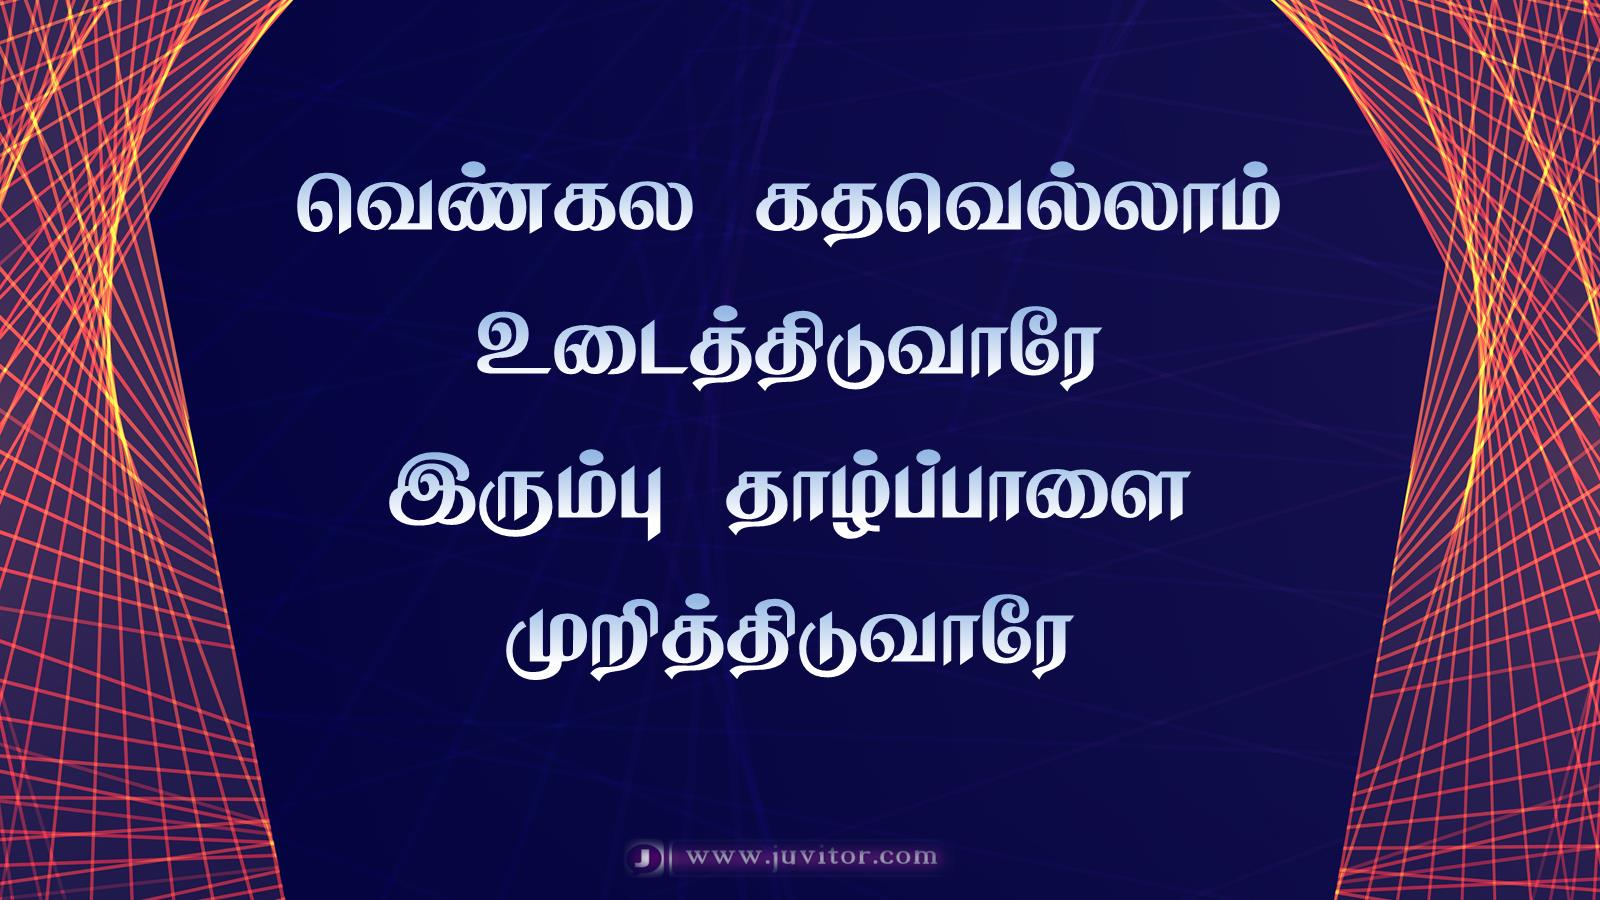 வெண்கல கதவெல்லாம்
உடைத்திடுவாரே
இரும்பு தாழ்ப்பாளை
முறித்திடுவாரே
J www.juvitor.com